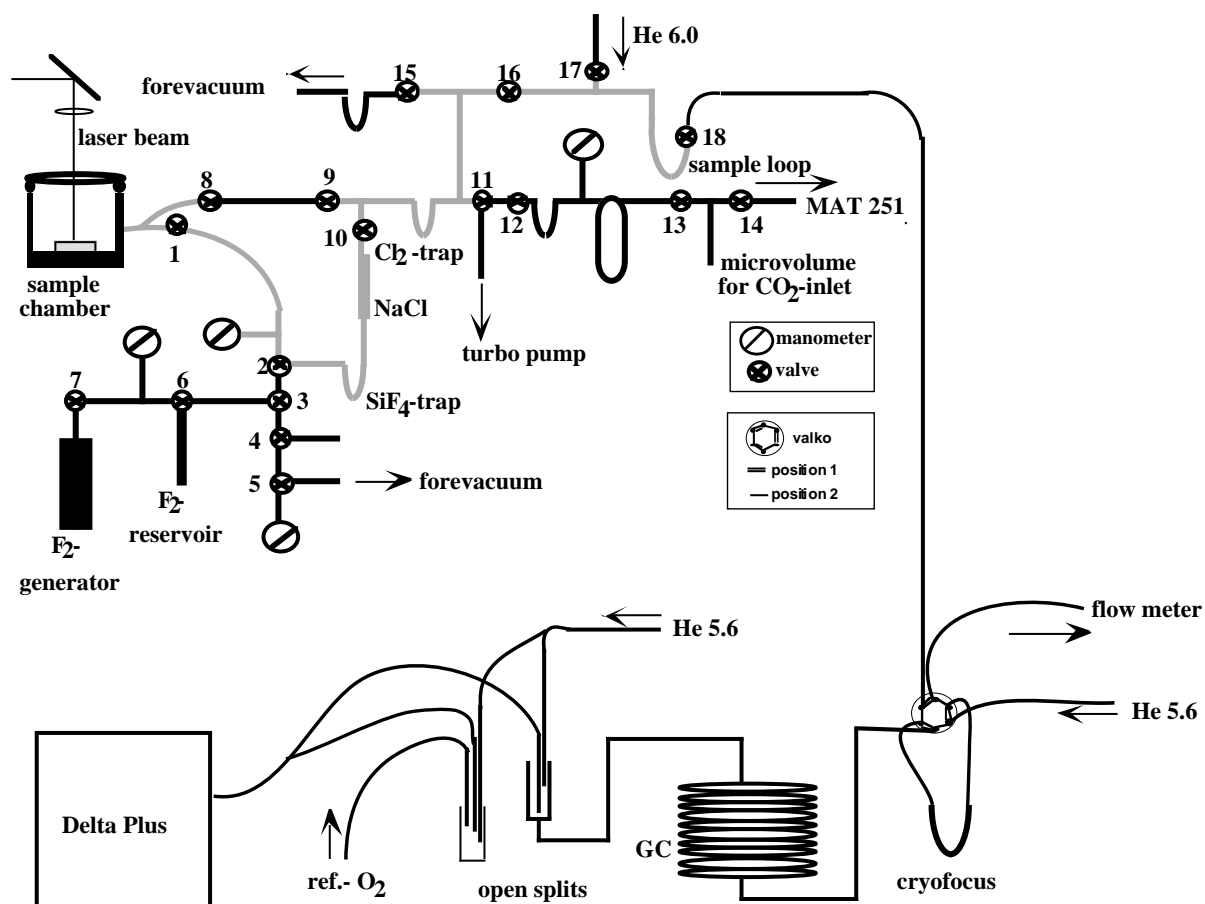 He 6.0
forevacuum
15
16
17
laser beam
18
sample loop
8
9
11
12
13
14
MAT 251
1
10
Cl2-trap
sample
chamber
NaCl
microvolume
for CO2-inlet
turbo pump
manometer
valve
2
7
6
3
SiF4-trap
4
5
forevacuum
valko
position 1
position 2
F2-
reservoir
F2-
generator
He 5.6
flow meter
He 5.6
Delta Plus
GC
ref.- O2
open splits
cryofocus